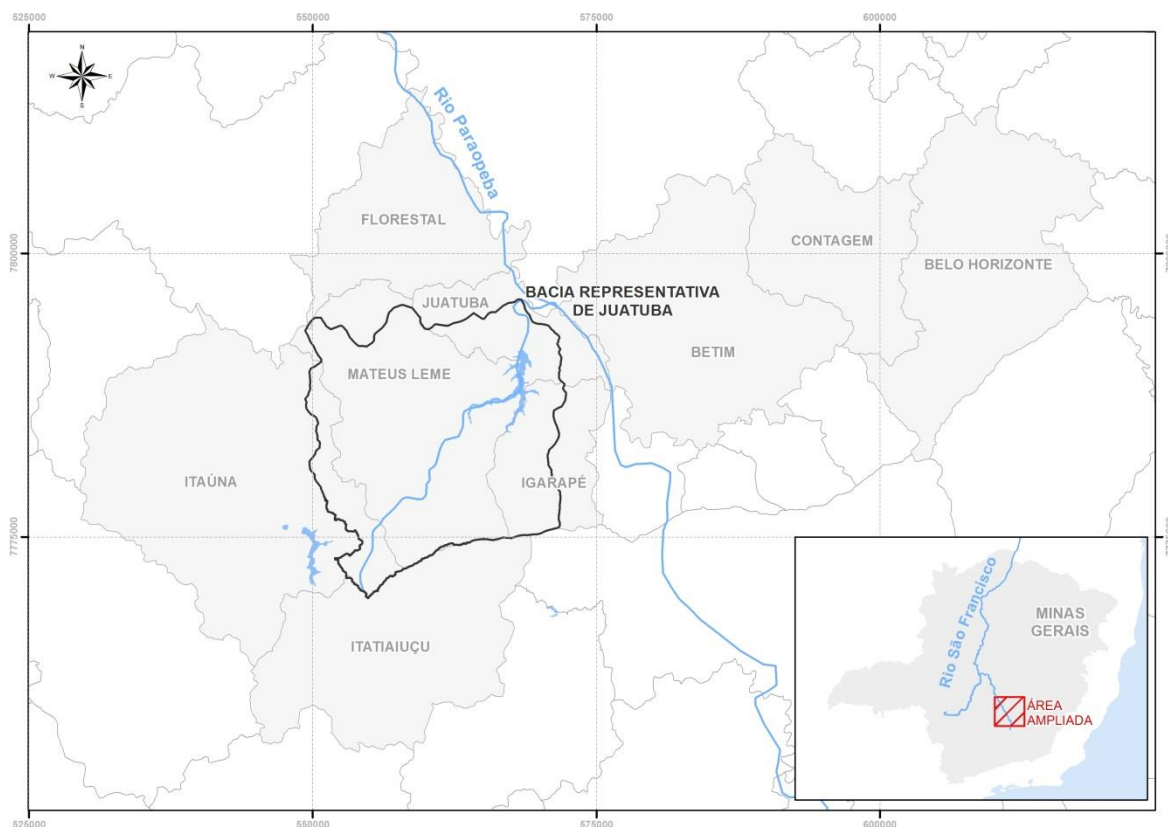 525000
550000
575000
600000
N
W
E
S
Rio Paraopeba
FLORESTAL
CONTAGEM
7800000
BELO HORIZONTE
BACIA REPRESENTATIVA
DE JUATUBA
JUATUBA
BETIM
MATEUS LEME
ITAÚNA
IGARAPÉ
7775000
ITATIAIUÇU
Rio São Francisco
MINAS
GERAIS
ÁREA
AMPLIADA
525000
550000
575000
600000